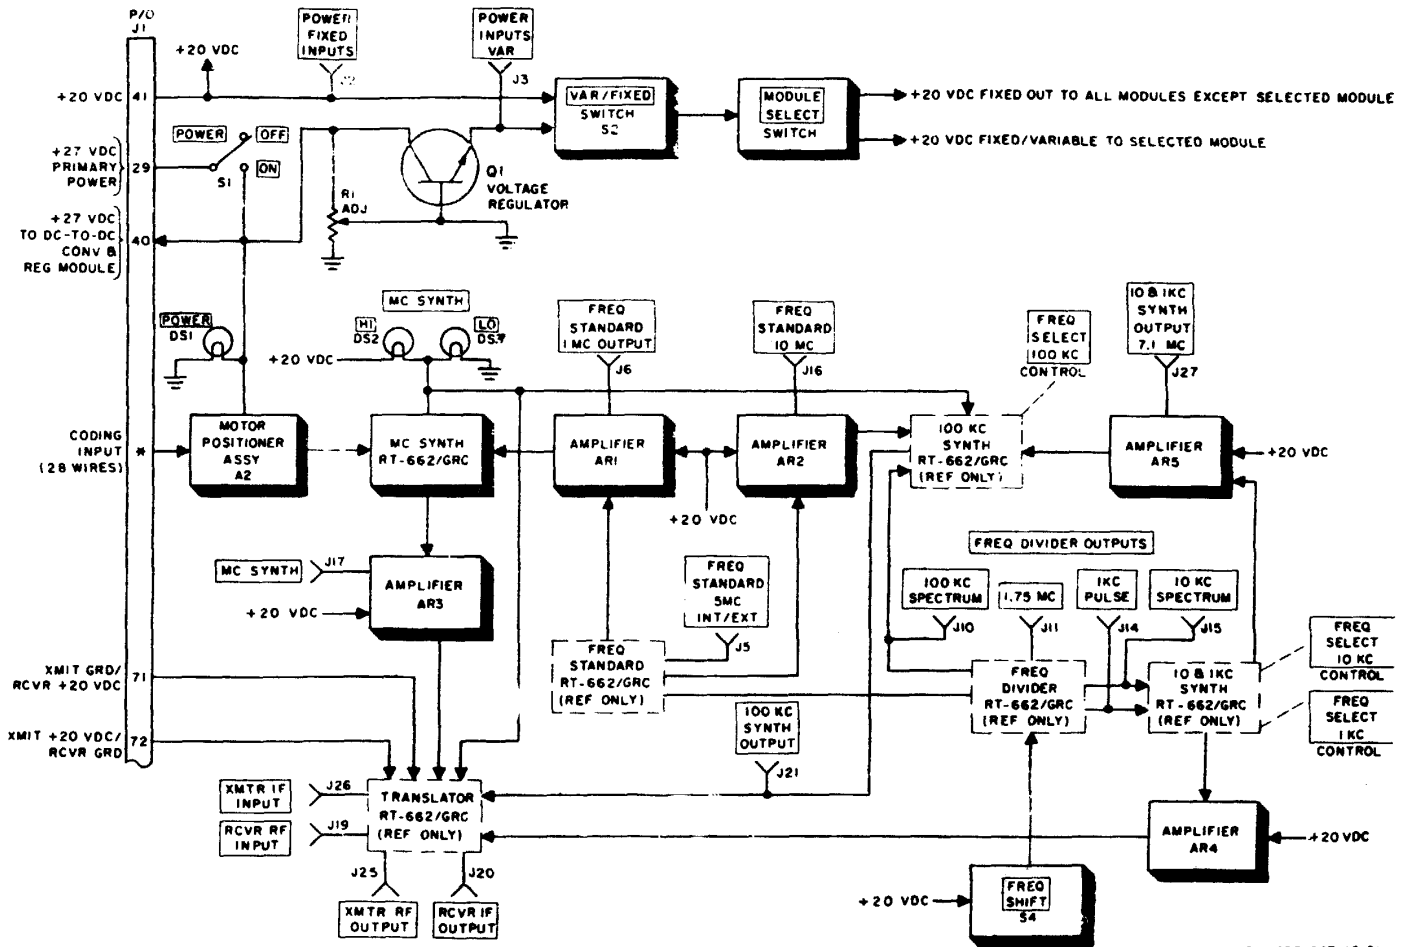 P/O
J1
+20 VDC
POWER
FIXED
INPUTS
J2
POWER
INPUTS
VAR
J3
+20 VDC
41
VAR/FIXED
SWITCH
S2
MODULE
SELECT
SWITCH
+20 VDC FIXED OUT TO ALL MODULES EXCEPT SELECTED MODULE
+20 VDC FIXED/VARIABLE TO SELECTED MODULE
POWER
OFF
ON
S1
+27 VDC
PRIMARY
POWER
29
Q1
VOLTAGE
REGULATOR
R1
ADJ
+27 VDC
TO DC-TO-DC
CONV &
REG MODULE
40
POWER
DS1
MC SYNTH
HI
DS2
LO
+20 VDC
FREQ
STANDARD
1 MC OUTPUT
J6
FREQ
STANDARD
10 MC
J16
FREQ
SELECT
100 KC
CONTROL
10 & 1KC
SYNTH
OUTPUT
7.1 MC
J27
CODING
INPUT
(28 WIRES)
*
MOTOR
POSITIONER
ASSY
A2
MC SYNTH
RT-662/GRC
AMPLIFIER
AR1
AMPLIFIER
AR2
+20 VDC
100 KC
SYNTH
RT-662/GRC
(REF ONLY)
AMPLIFIER
AR5
+20 VDC
MC SYNTH
J17
+20 VDC
AMPLIFIER
AR3
FREQ
STANDARD
5MC
INT/EXT
J5
FREQ DIVIDER OUTPUTS
100 KC
SPECTRUM
J10
1.75 MC
J11
1KC
PULSE
J14
10 KC
SPECTRUM
J15
FREQ
STANDARD
RT-662/GRC
(REF ONLY)
FREQ
DIVIDER
RT-662/GRC
(REF ONLY)
10 & 1KC
SYNTH
RT-662/GRC
(REF ONLY)
FREQ
SELECT
10 KC
CONTROL
FREQ
SELECT
1 KC
CONTROL
XMIT GRD/
RCVR +20 VDC
71
XMIT +20 VDC/
RCVR GRD
72
100 KC
SYNTH
OUTPUT
J21
XMTR IF
INPUT
J26
RCVR RF
INPUT
J19
TRANSLATOR
RT-662/GRC
(REF ONLY)
J25
XMTR RF
OUTPUT
J20
RCVR IF
OUTPUT
AMPLIFIER
AR4
+20 VDC
+20 VDC
FREQ
SHIFT
S4